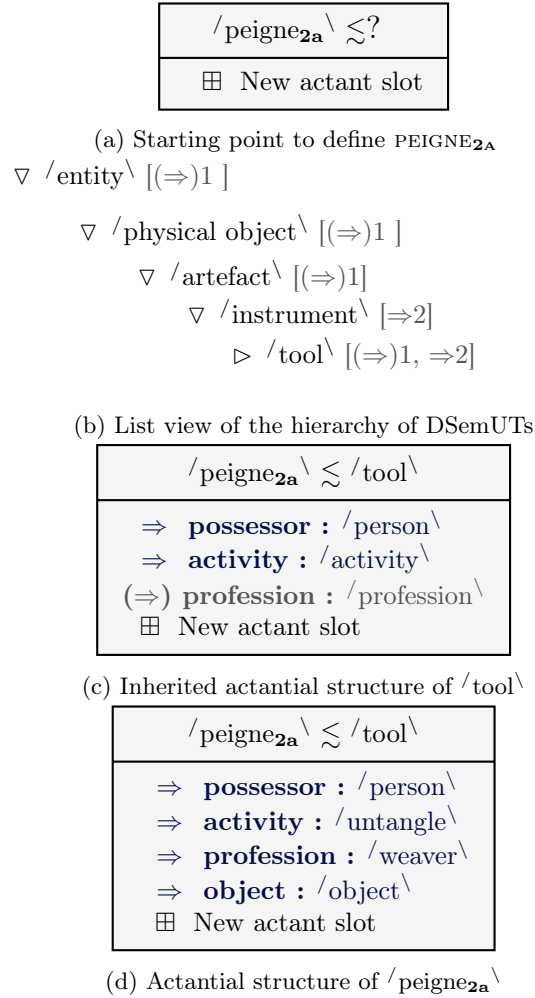 /peigne2a\ ≲?
⊞ New actant slot
(a) Starting point to define PEIGNE2A
▽ /entity\ [(⇒)1 ]
▽ /physical object\ [(⇒)1 ]
▽ /artefact\ [(⇒)1]
▽ /instrument\ [⇒2]
▷ /tool\ [(⇒)1, ⇒2]
(b) List view of the hierarchy of DSemUTs
/peigne2a\ ≲ /tool\
⇒ possessor : /person\
⇒ activity : /activity\
(⇒) profession : /profession\
⊞ New actant slot
(c) Inherited actantial structure of /tool\
/peigne2a\ ≲ /tool\
⇒ possessor : /person\
⇒ activity : /untangle\
⇒ profession : /weaver\
⇒ object : /object\
⊞ New actant slot
(d) Actantial structure of /peigne2a\